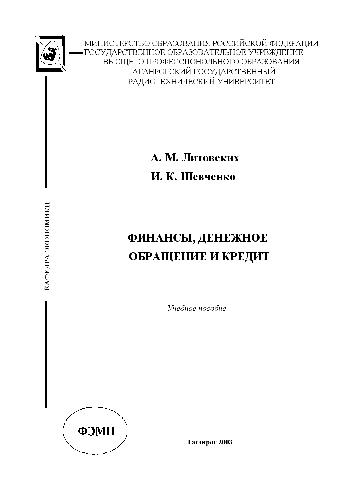 МИНИСТЕРСТВО ОБРАЗОВАНИЯ РОССИЙСКОЙ ФЕДЕРАЦИИ
ГОСУДАРСТВЕННОЕ ОБРАЗОВАТЕЛЬНОЕ УЧРЕЖДЕНИЕ
ВЫСШЕГО ПРОФЕССИОНАЛЬНОГО ОБРАЗОВАНИЯ
ТАГАНРОГСКИЙ ГОСУДАРСТВЕННЫЙ
РАДИОТЕХНИЧЕСКИЙ УНИВЕРСИТЕТ
А. М. Литовских
И. К. Шевченко
КАФЕДРА ЭКОНОМИКИ
ФИНАНСЫ, ДЕНЕЖНОЕ
ОБРАЩЕНИЕ И КРЕДИТ
Учебное пособие
ФЭМП
Таганрог 2003